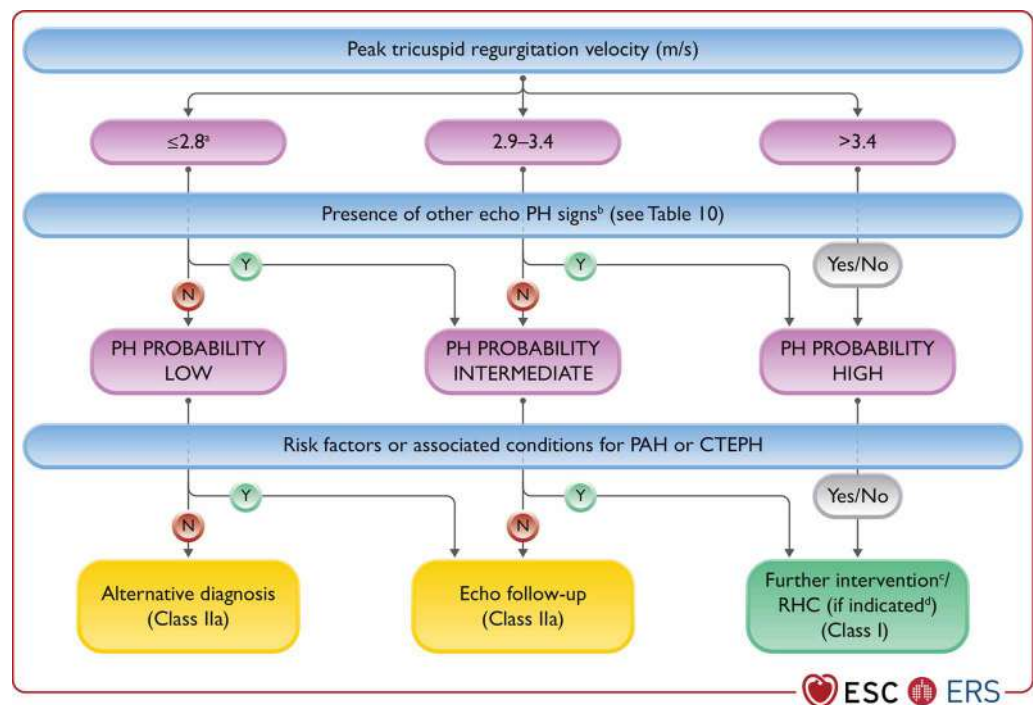 Peak tricuspid regurgitation velocity (m/s)
≤2.8ᵃ
2.9–3.4
>3.4
Presence of other echo PH signsᵇ (see Table 10)
Y
Y
Yes/No
N
N
PH PROBABILITY
LOW
PH PROBABILITY
INTERMEDIATE
PH PROBABILITY
HIGH
Risk factors or associated conditions for PAH or CTEPH
Y
Y
Yes/No
N
N
Alternative diagnosis
(Class IIa)
Echo follow-up
(Class IIa)
Further interventionᶜ/
RHC (if indicatedᵈ)
(Class I)
ESC ERS